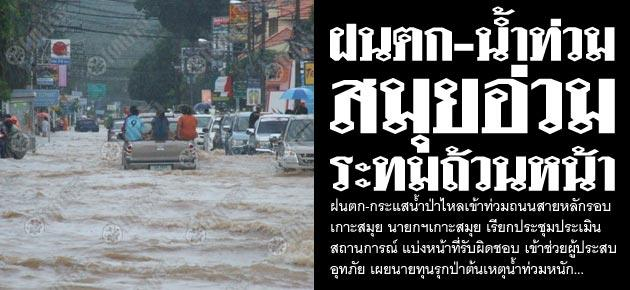 ฝนตก-น้ำท่วม
สมุยอ่วม
ระทมถ้วนหน้า
ฝนตก-กระแสน้ำป่าไหลเข้าท่วมถนนสายหลักรอบ
เกาะสมุย นายกฯเกาะสมุย เรียกประชุมประเมิน
สถานการณ์ แบ่งหน้าที่รับผิดชอบ เข้าช่วยผู้ประสบ
อุทภัย เผยนายทุนรุกป่าต้นเหตุน้ำท่วมหนัก...